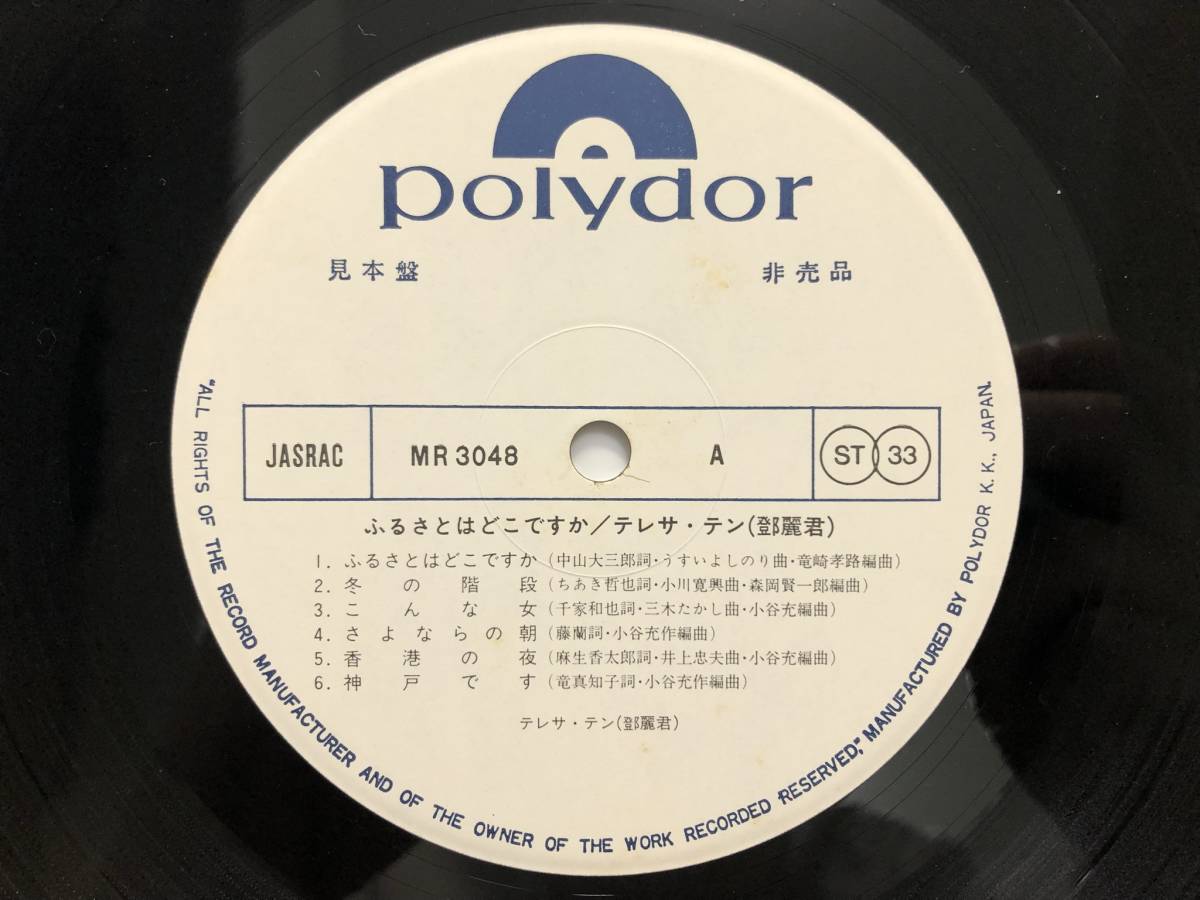 polydor
見本盤 非売品
JASRAC MR 3048 A ST 33
ふるさとはどこですか/テレサ・テン(鄧麗君)
1. ふるさとはどこですか (中山大三郎詞・うすいよしのり曲・竜崎孝路編曲)
2. 冬の階段 (ちあき哲也詞・小川寛興曲・森岡賢一郎編曲)
3. こんな女 (千家和也詞・三木たかし曲・小谷充編曲)
4. さよならの朝 (藤蘭詞・小谷充作編曲)
5. 香港の夜 (麻生香太郎詞・井上忠夫曲・小谷充編曲)
6. 神戸です (竜真知子詞・小谷充作編曲)
テレサ・テン(鄧麗君)
"ALL RIGHTS OF THE RECORD MANUFACTURER AND OF THE OWNER OF THE WORK RECORDED RESERVED," MANUFACTURED BY POLYDOR K. K., JAPAN.